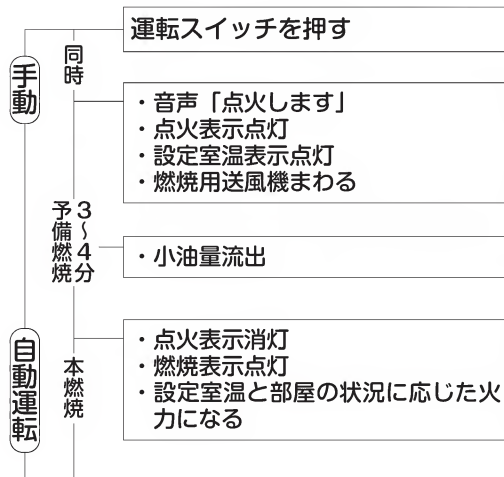 運転スイッチを押す
手動
同時
・音声「点火します」
・点火表示点灯
・設定室温表示点灯
・燃焼用送風機まわる
3〜4分
予備燃焼
・小油量流出
自動運転
本燃焼
・点火表示消灯
・燃焼表示点灯
・設定室温と部屋の状況に応じた火
力になる